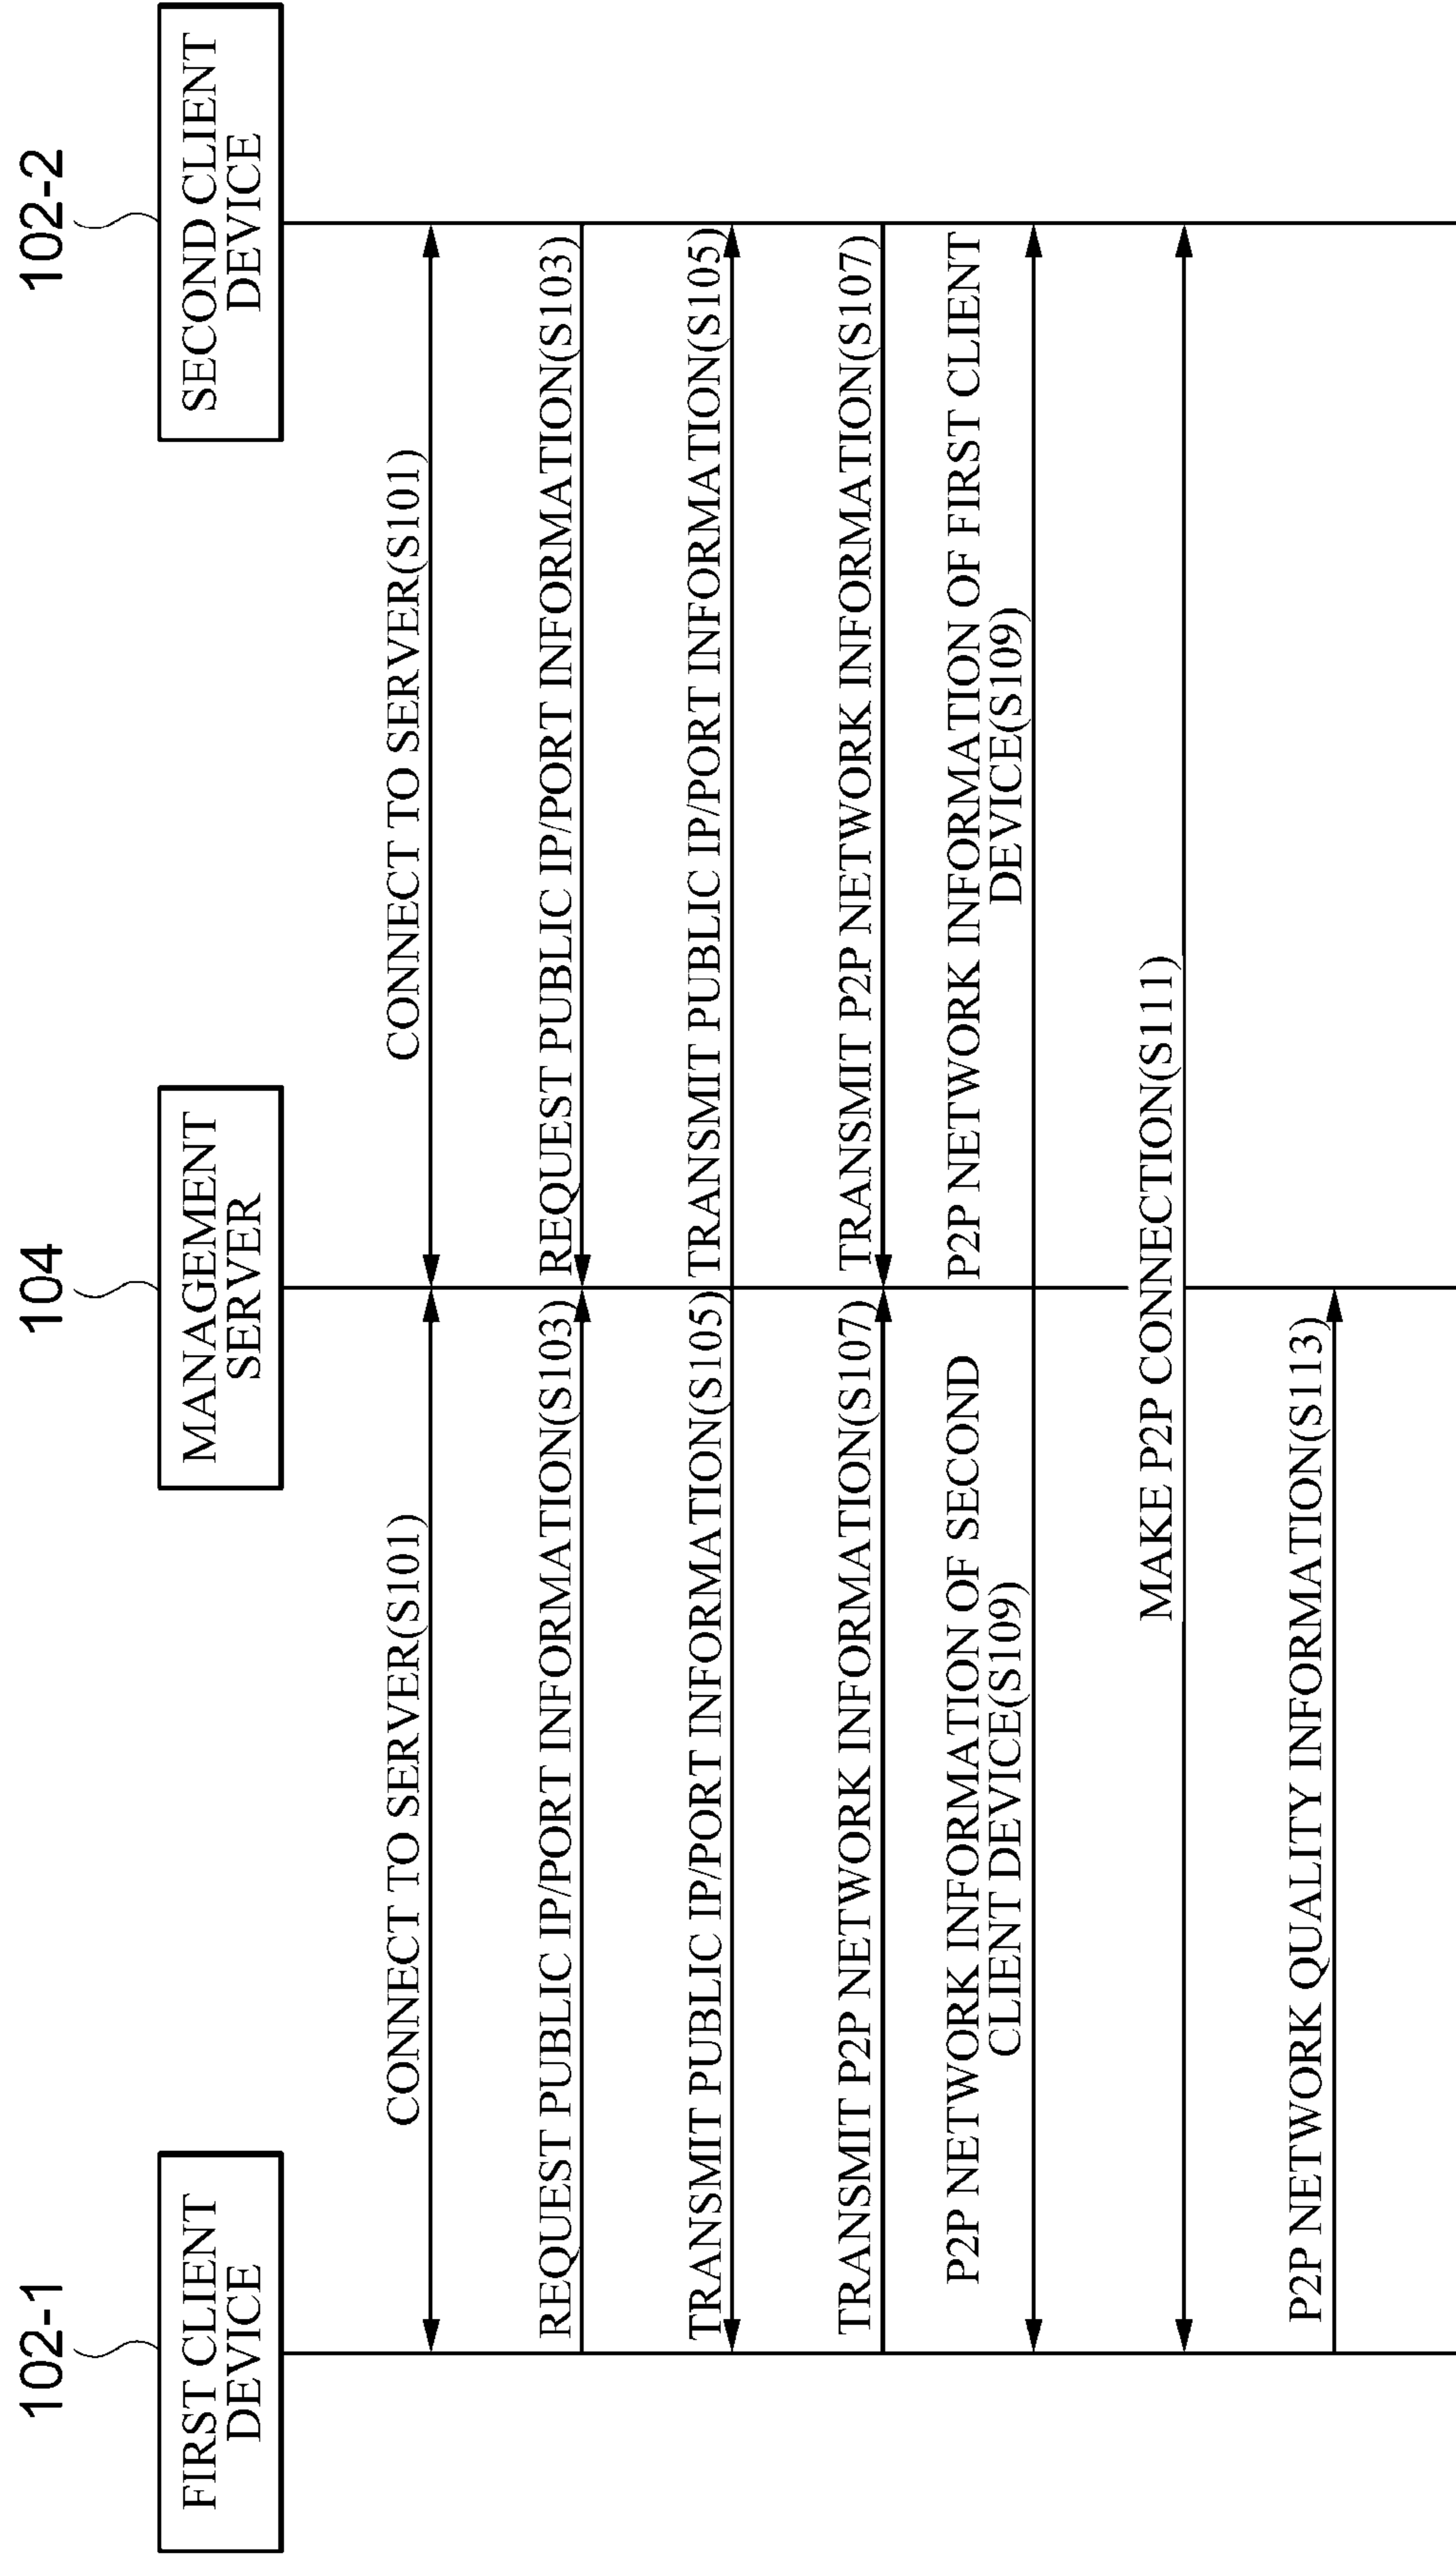 102-1
104
102-2
FIRST CLIENT
DEVICE
MANAGEMENT
SERVER
SECOND CLIENT
DEVICE
CONNECT TO SERVER(S101)
CONNECT TO SERVER(S101)
REQUEST PUBLIC IP/PORT INFORMATION(S103)
REQUEST PUBLIC IP/PORT INFORMATION(S103)
TRANSMIT PUBLIC IP/PORT INFORMATION(S105)
TRANSMIT PUBLIC IP/PORT INFORMATION(S105)
TRANSMIT P2P NETWORK INFORMATION(S107)
TRANSMIT P2P NETWORK INFORMATION(S107)
P2P NETWORK INFORMATION OF SECOND
CLIENT DEVICE(S109)
P2P NETWORK INFORMATION OF FIRST CLIENT
DEVICE(S109)
MAKE P2P CONNECTION(S111)
P2P NETWORK QUALITY INFORMATION(S113)